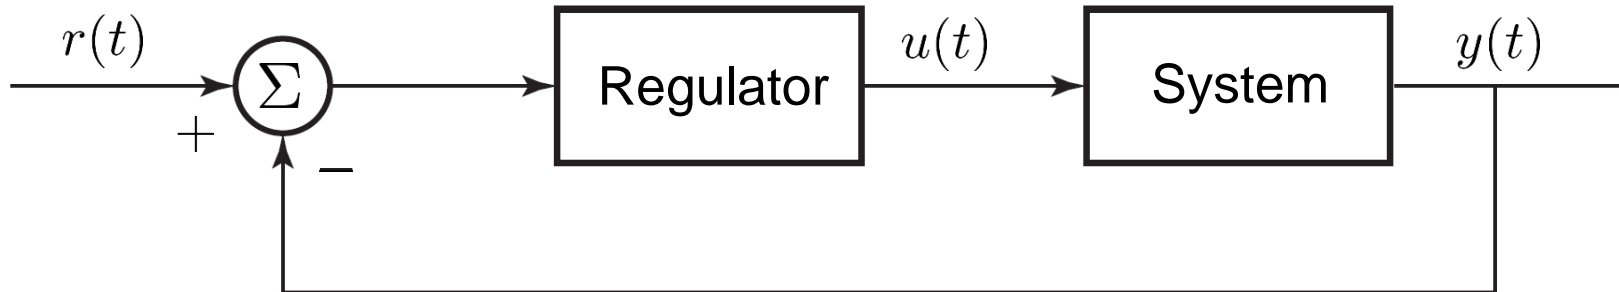 r(t)
+
Σ
−
Regulator
u(t)
System
y(t)